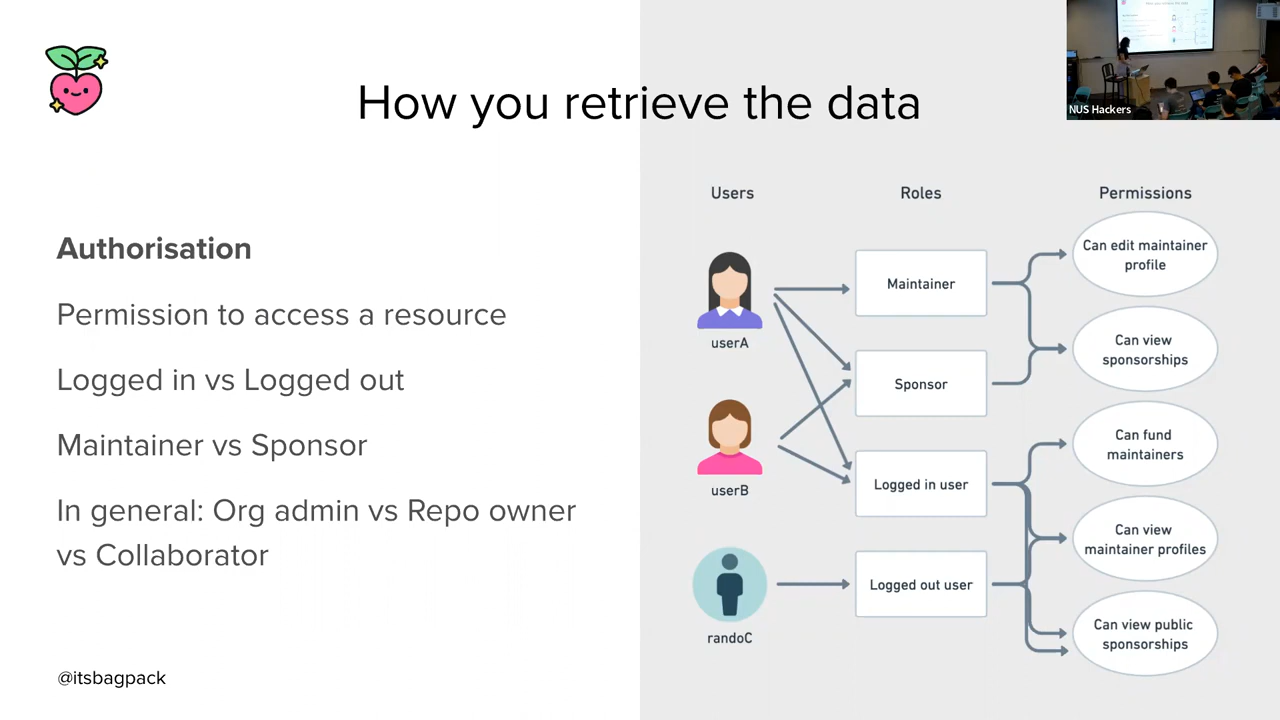 How you retrieve the data
NUS Hackers
Authorisation
Permission to access a resource
Logged in vs Logged out
Maintainer vs Sponsor
In general: Org admin vs Repo owner
vs Collaborator
@itsbagpack
Users
Roles
Permissions
userA
userB
randoC
Maintainer
Sponsor
Logged in user
Logged out user
Can edit maintainer
profile
Can view
sponsorships
Can fund
maintainers
Can view
maintainer profiles
Can view public
sponsorships